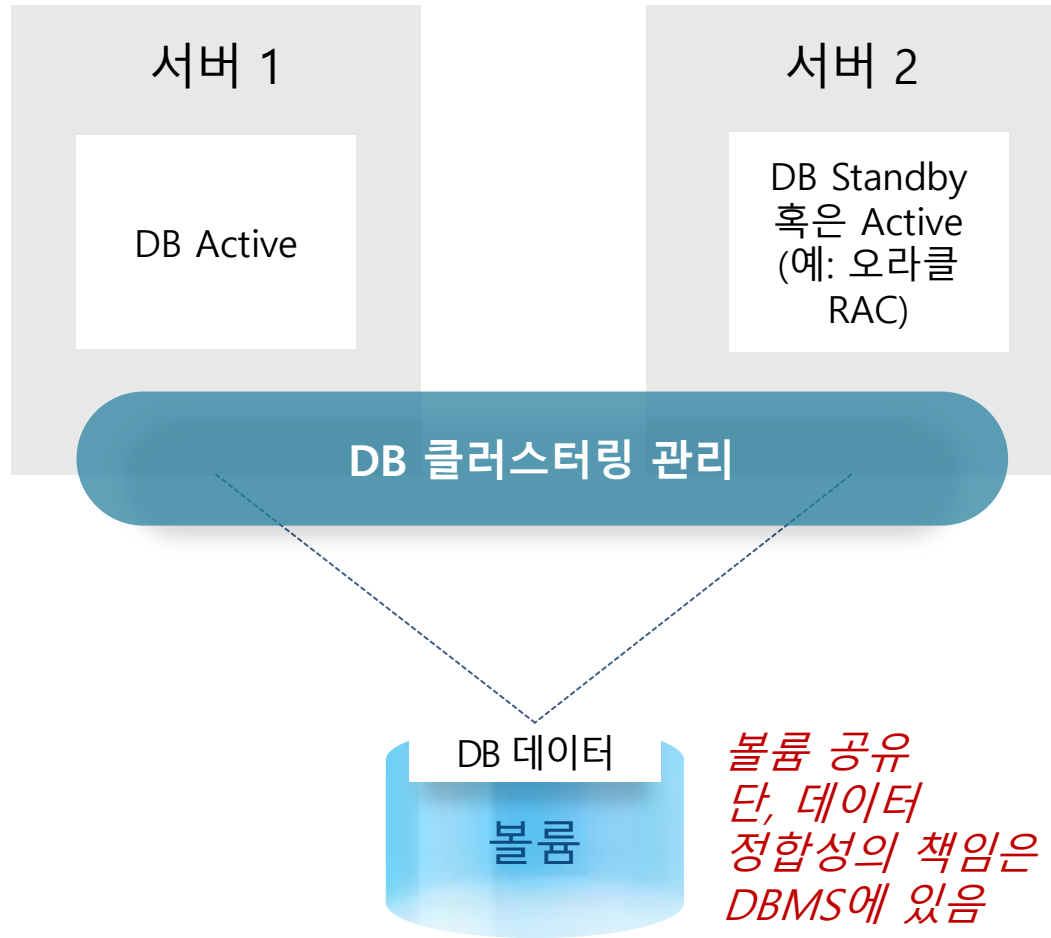 서버 1
서버 2
DB Active
DB Standby
혹은 Active
(예: 오라클
RAC)
DB 클러스터링 관리
DB 데이터
볼륨
볼륨 공유
단, 데이터
정합성의 책임은
DBMS에 있음